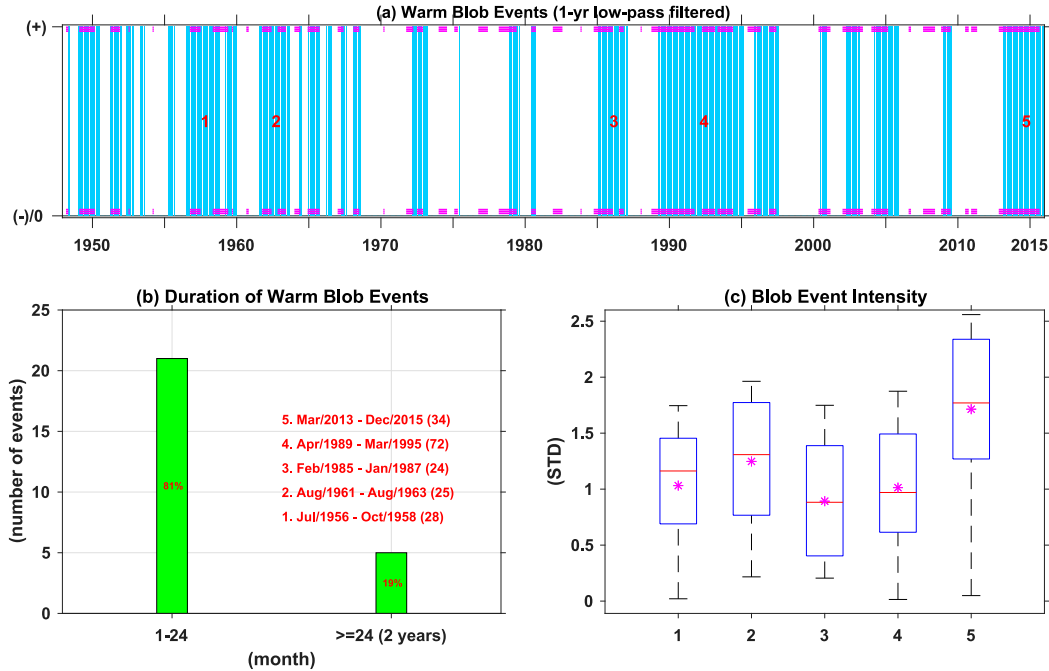 (a) Warm Blob Events (1-yr low-pass filtered)
(+)
1 2 3 4 5
(-)/0
1950 1960 1970 1980 1990 2000 2010 2015
(b) Duration of Warm Blob Events
25
20
15
10
5
0
(number of events)
5. Mar/2013 - Dec/2015 (34)
4. Apr/1989 - Mar/1995 (72)
3. Feb/1985 - Jan/1987 (24)
2. Aug/1961 - Aug/1963 (25)
1. Jul/1956 - Oct/1958 (28)
81%
19%
1-24 >=24 (2 years)
(month)
(c) Blob Event Intensity
2.5
2
1.5
1
0.5
0
(STD)
1 2 3 4 5